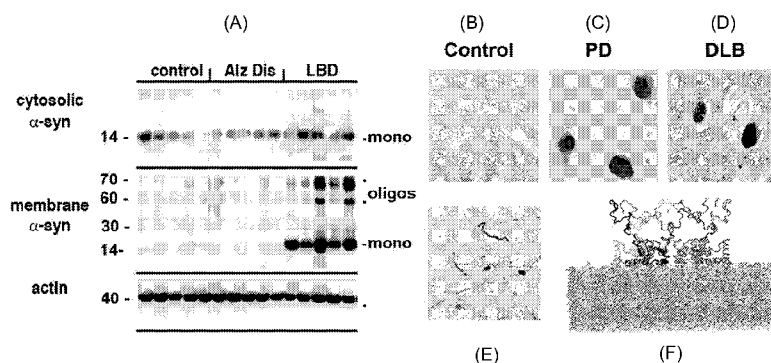 (A)
control Alz Dis LBD
cytosolic
α-syn
14 -
-mono
membrane
α-syn
70 -
60 -
30 -
14-
oligos
-mono
actin
40 -
(B)
Control
(C)
PD
(D)
DLB
(E)
(F)